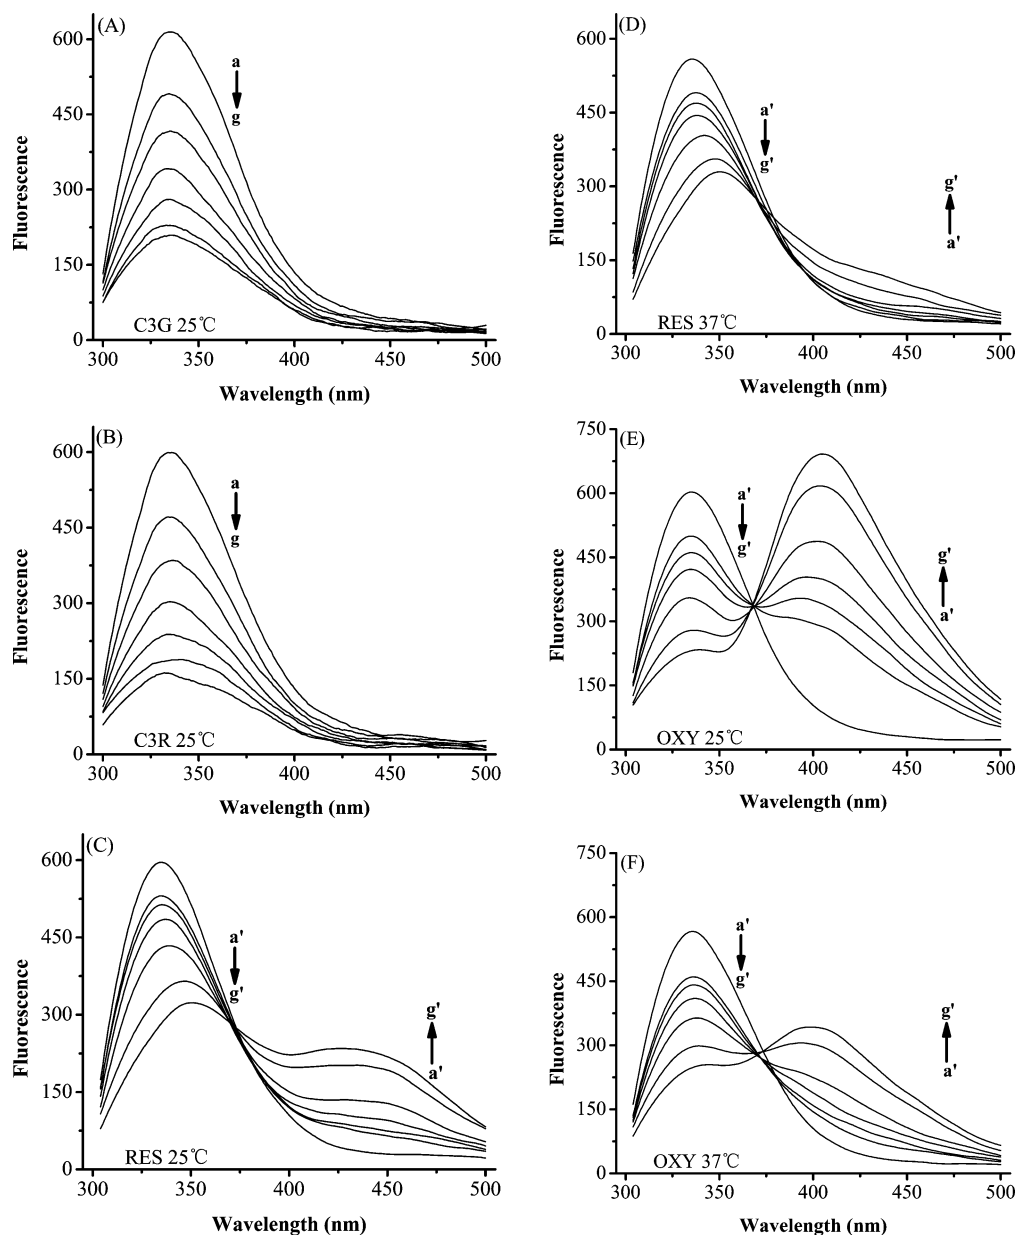 (A)
600
450
300
150
0
Fluorescence
a
g
C3G 25℃
300 350 400 450 500
Wavelength (nm)
(B)
600
450
300
150
0
Fluorescence
a
g
C3R 25℃
300 350 400 450 500
Wavelength (nm)
(C)
600
450
300
150
0
Fluorescence
a'
g'
g'
a'
RES 25℃
300 350 400 450 500
Wavelength (nm)
(D)
600
450
300
150
0
Fluorescence
a'
g'
g'
a'
RES 37℃
300 350 400 450 500
Wavelength (nm)
(E)
750
600
450
300
150
0
Fluorescence
a'
g'
g'
a'
OXY 25℃
300 350 400 450 500
Wavelength (nm)
(F)
750
600
450
300
150
0
Fluorescence
a'
g'
g'
a'
OXY 37℃
300 350 400 450 500
Wavelength (nm)